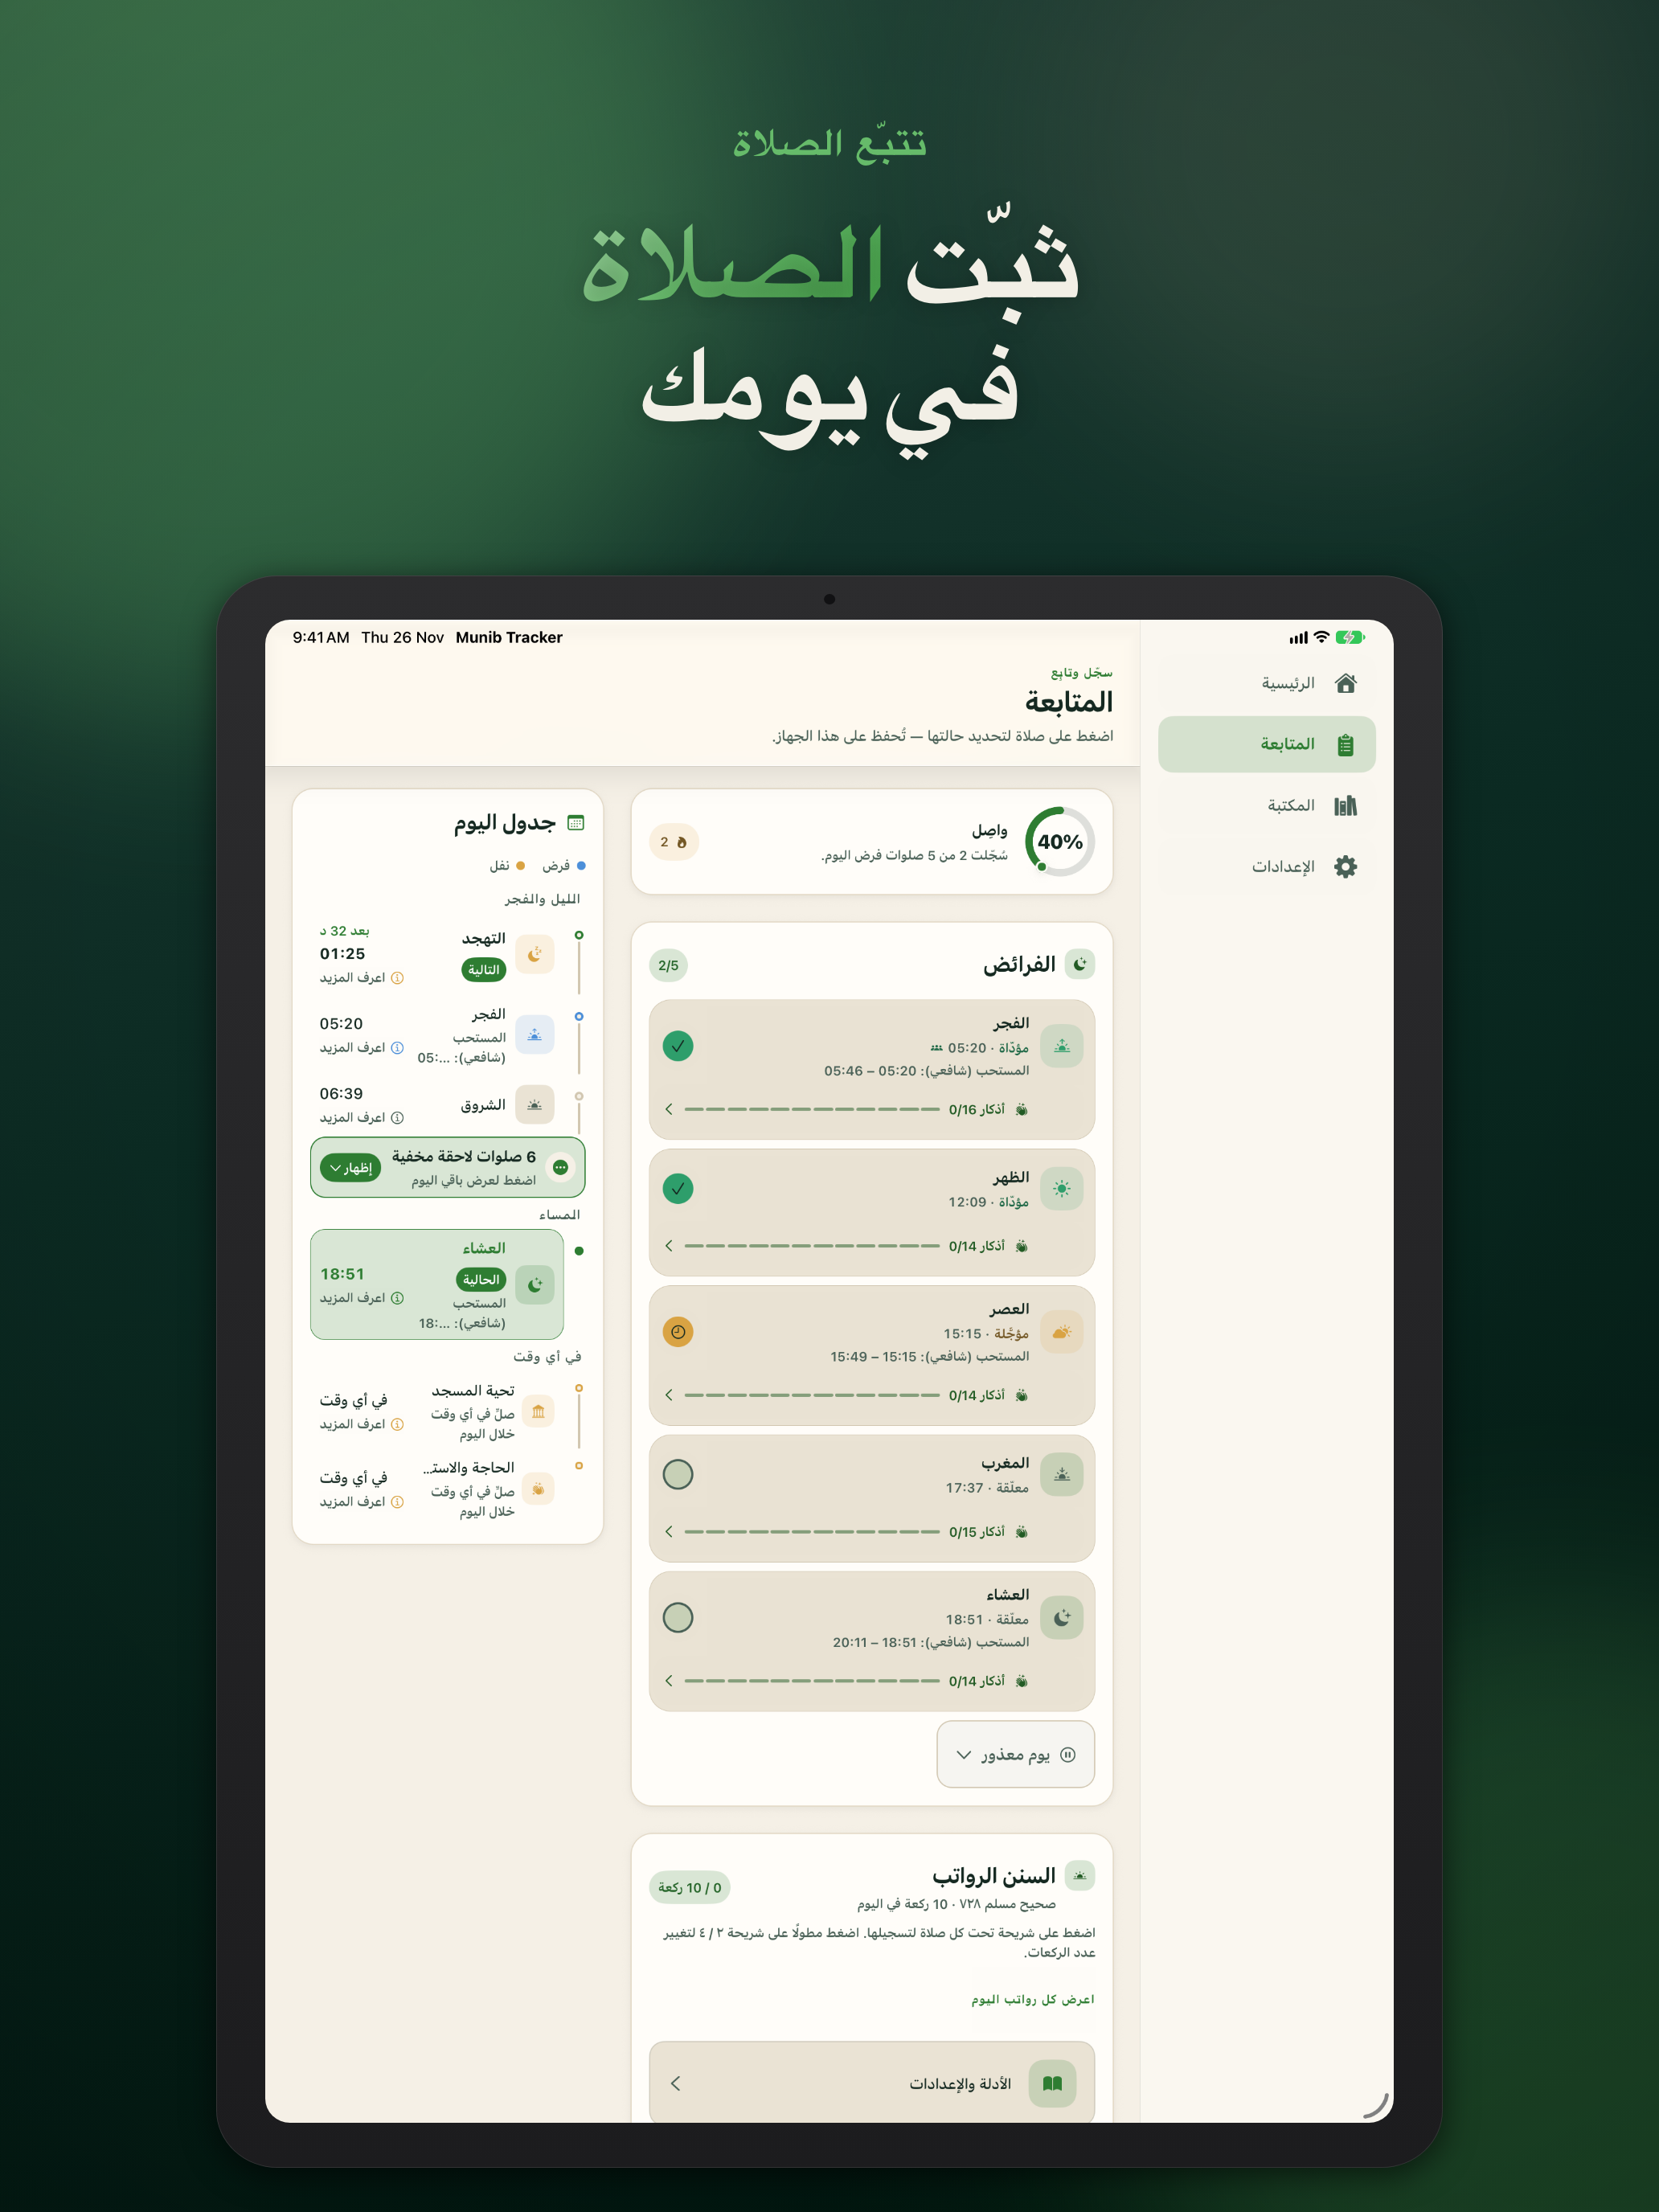 تتبّع الصلاة
ثبّت الصلاة
في يومك
9:41 AM Thu 26 Nov Munib Tracker
الرئيسية
المتابعة
المكتبة
الإعدادات
سجّل وتابِع
المتابعة
اضغط على صلاة لتحديد حالتها — تُحفظ على هذا الجهاز.
40%
واصِل
سُجّلت 2 من 5 صلوات فرض اليوم.
2
الفرائض
2/5
الفجر
مؤدّاة · 05:20
المستحب (شافعي): 05:20 – 05:46
أذكار 0/16
الظهر
مؤدّاة · 12:09
أذكار 0/14
العصر
مؤجّلة · 15:15
المستحب (شافعي): 15:15 – 15:49
أذكار 0/14
المغرب
معلّقة · 17:37
أذكار 0/15
العشاء
معلّقة · 18:51
المستحب (شافعي): 18:51 – 20:11
أذكار 0/14
يوم معذور
السنن الرواتب
0 / 10 ركعة
صحيح مسلم ٧٢٨ · 10 ركعة في اليوم
اضغط على شريحة تحت كل صلاة لتسجيلها. اضغط مطولًا على شريحة ٢ / ٤ لتغيير
عدد الركعات.
اعرض كل رواتب اليوم
الأدلة والإعدادات
جدول اليوم
فرض
نفل
الليل والفجر
التهجد
التالية
بعد 32 د
01:25
اعرف المزيد
الفجر
المستحب
(شافعي): ...:05
05:20
اعرف المزيد
الشروق
06:39
اعرف المزيد
6 صلوات لاحقة مخفية
اضغط لعرض باقي اليوم
إظهار
المساء
العشاء
الحالية
المستحب
(شافعي): ...:18
18:51
اعرف المزيد
في أي وقت
تحية المسجد
صلِّ في أي وقت
خلال اليوم
في أي وقت
اعرف المزيد
الحاجة والاستـ...
صلِّ في أي وقت
خلال اليوم
في أي وقت
اعرف المزيد